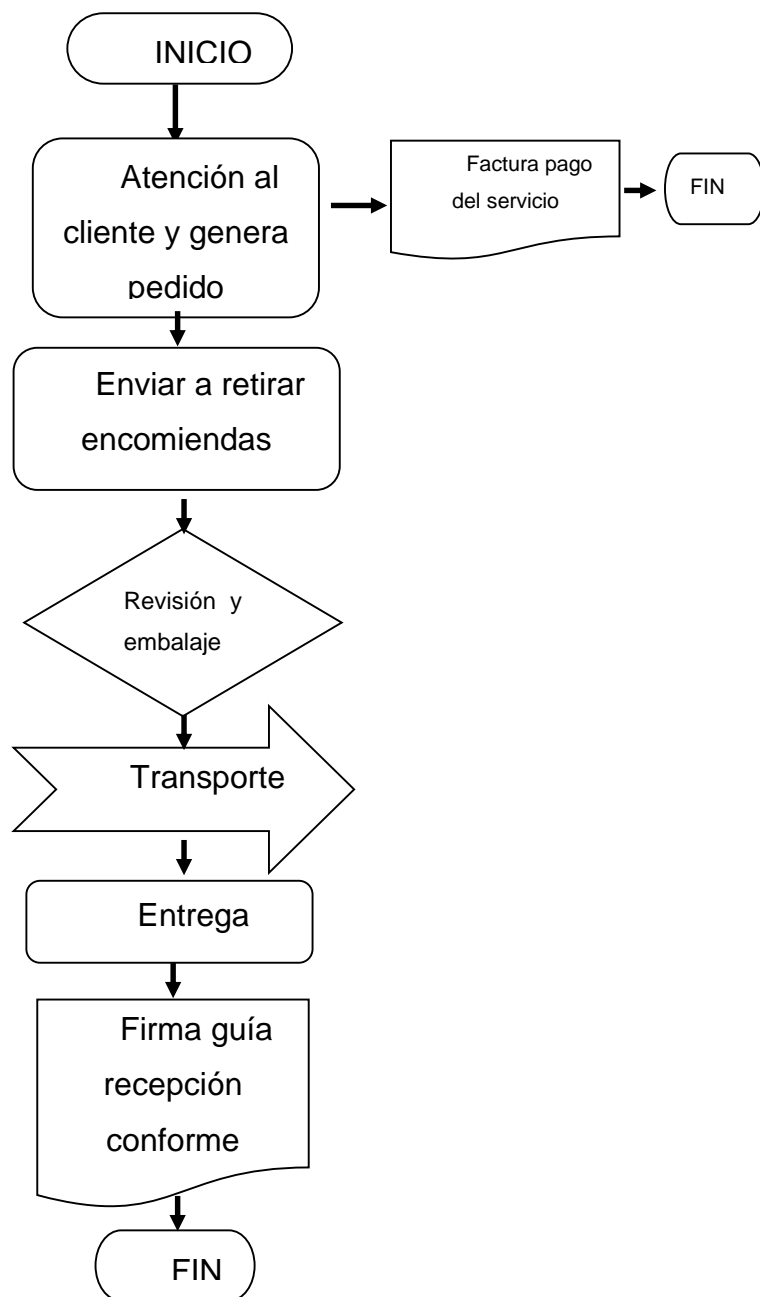 INICIO
Atención al
cliente y genera
pedido
Factura pago
del servicio
FIN
Enviar a retirar
encomiendas
Revisión y
embalaje
Transporte
Entrega
Firma guía
recepción
conforme
FIN